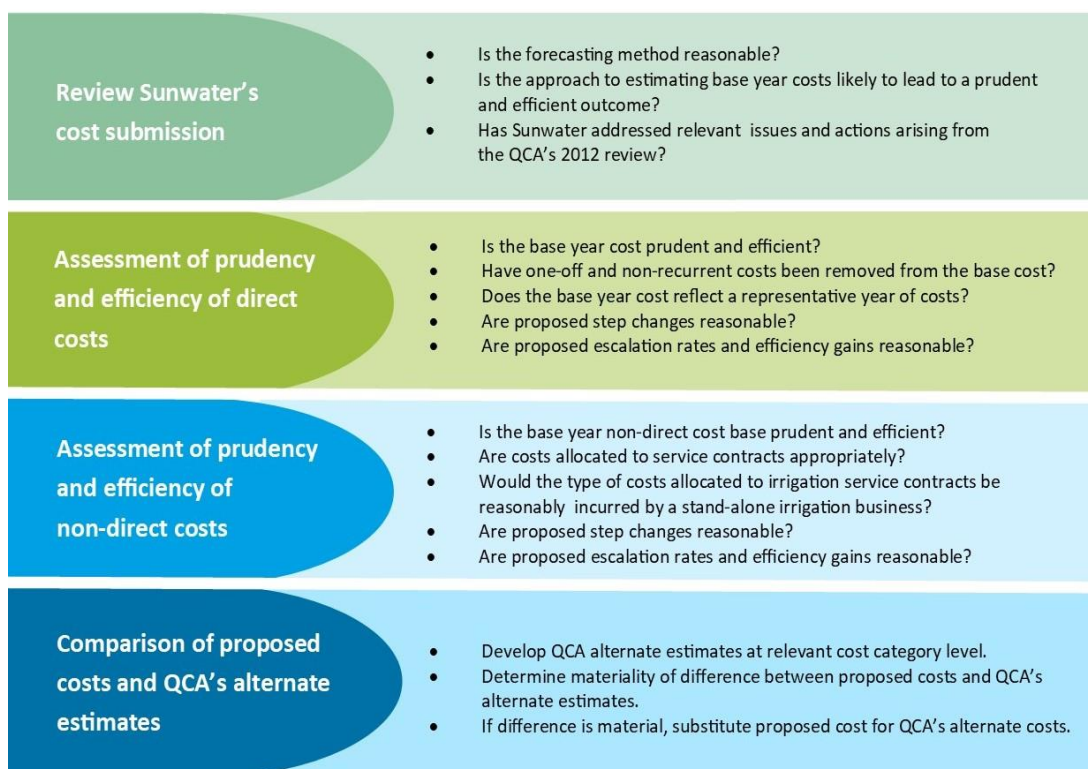 Review Sunwater's
cost submission
• Is the forecasting method reasonable?
• Is the approach to estimating base year costs likely to lead to a prudent
and efficient outcome?
• Has Sunwater addressed relevant issues and actions arising from
the QCA's 2012 review?
Assessment of prudency
and efficiency of direct
costs
• Is the base year cost prudent and efficient?
• Have one-off and non-recurrent costs been removed from the base cost?
• Does the base year cost reflect a representative year of costs?
• Are proposed step changes reasonable?
• Are proposed escalation rates and efficiency gains reasonable?
Assessment of prudency
and efficiency of
non-direct costs
• Is the base year non-direct cost base prudent and efficient?
• Are costs allocated to service contracts appropriately?
• Would the type of costs allocated to irrigation service contracts be
reasonably incurred by a stand-alone irrigation business?
• Are proposed step changes reasonable?
• Are proposed escalation rates and efficiency gains reasonable?
Comparison of proposed
costs and QCA's alternate
estimates
• Develop QCA alternate estimates at relevant cost category level.
• Determine materiality of difference between proposed costs and QCA's
alternate estimates.
• If difference is material, substitute proposed cost for QCA's alternate costs.